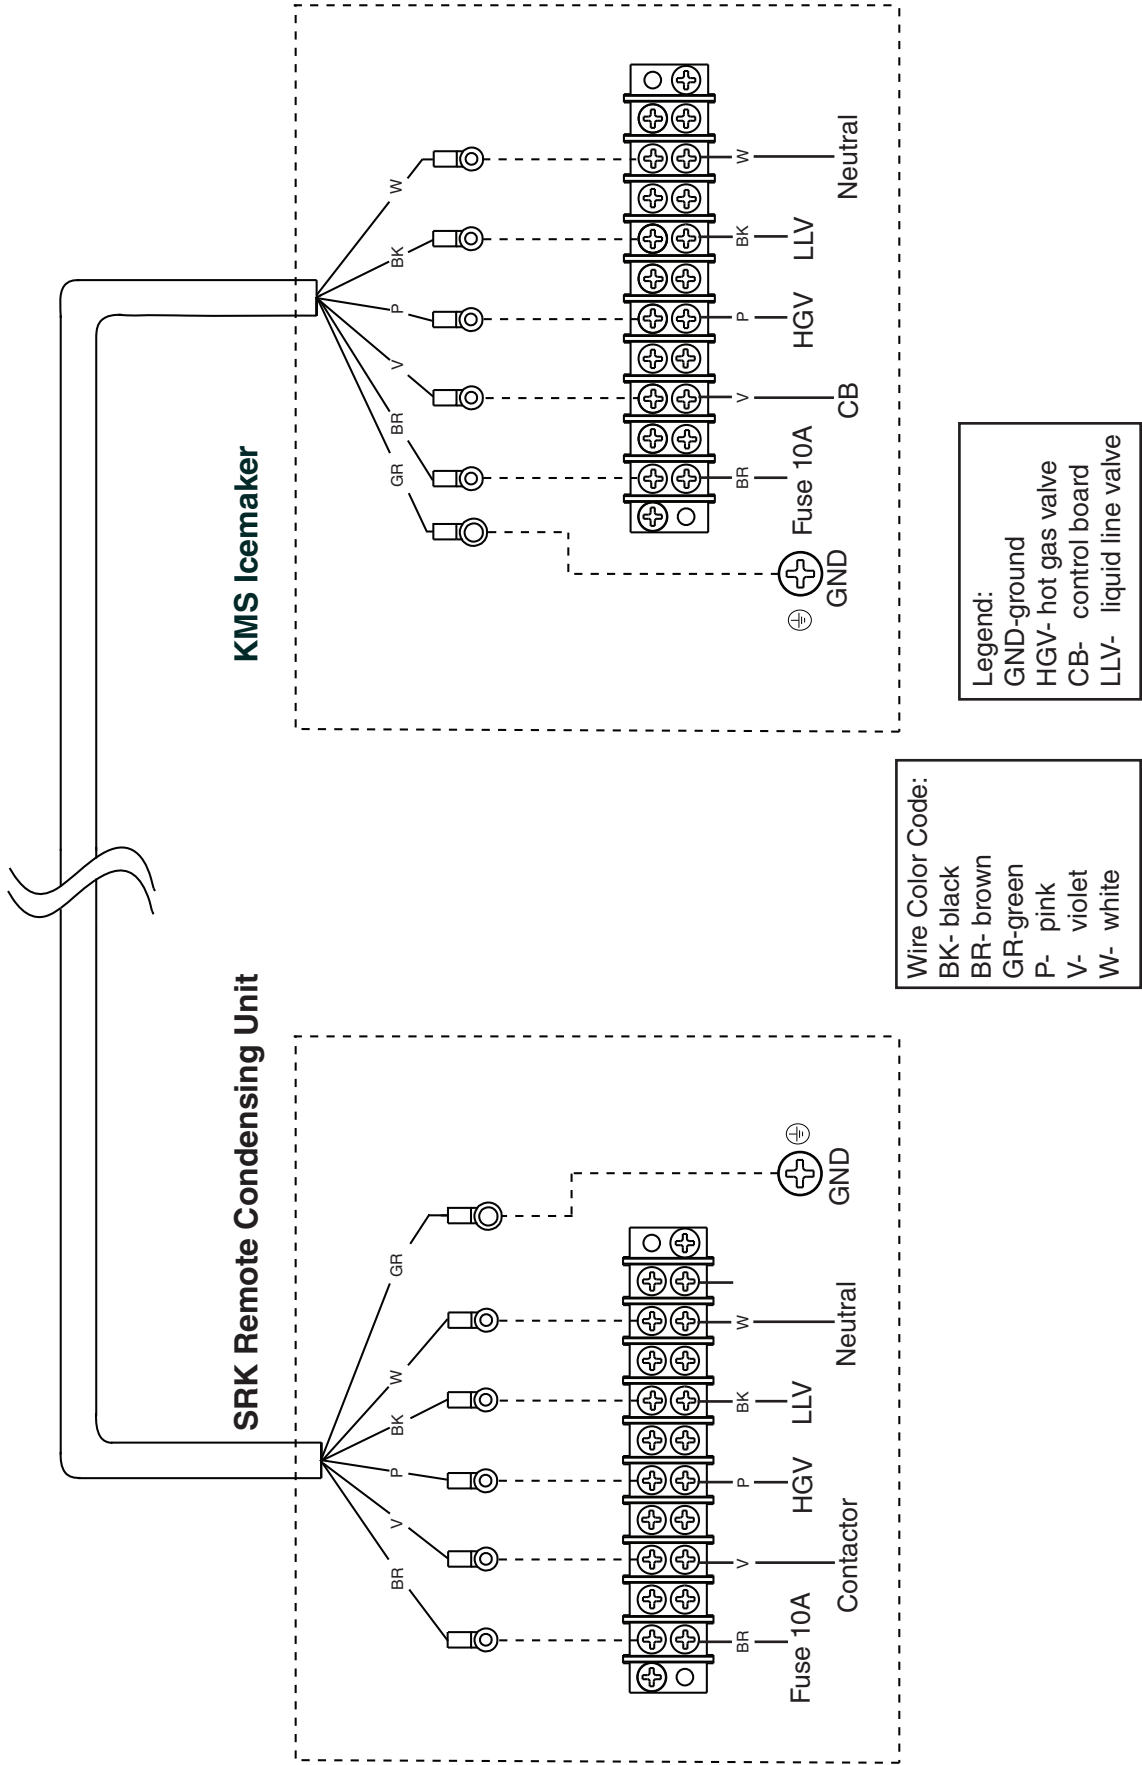 SRK Remote Condensing Unit
BR
V
P
BK
W
GR
BR
V
P
BK
W
Fuse 10A
Contactor
HGV
LLV
Neutral
GND
KMS Icemaker
GR
BR
V
P
BK
W
BR
V
P
BK
W
GND
Fuse 10A
CB
HGV
LLV
Neutral
Wire Color Code:
BK- black
BR- brown
GR-green
P- pink
V- violet
W- white
Legend:
GND-ground
HGV- hot gas valve
CB- control board
LLV- liquid line valve